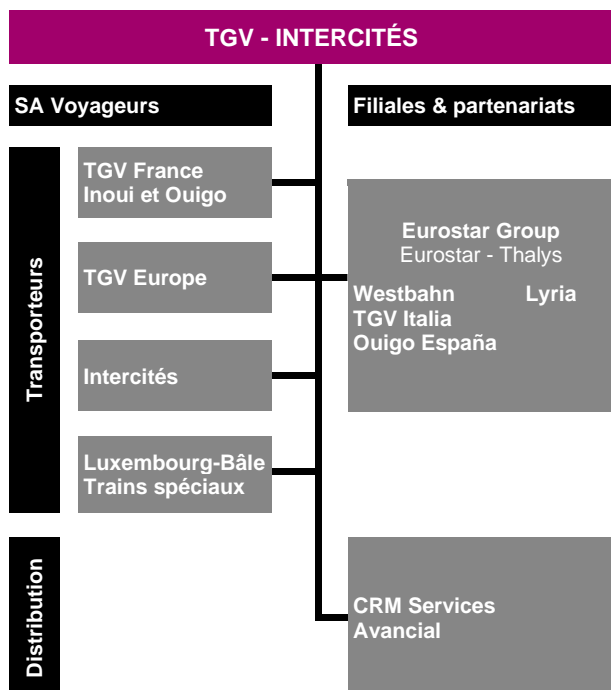 TGV - INTERCITÉS
SA Voyageurs
Filiales & partenariats
Transporteurs
TGV France
Inoui et Ouigo
TGV Europe
Intercités
Luxembourg-Bâle
Trains spéciaux
Eurostar Group
Eurostar - Thalys
Westbahn Lyria
TGV Italia
Ouigo España
Distribution
CRM Services
Avancial